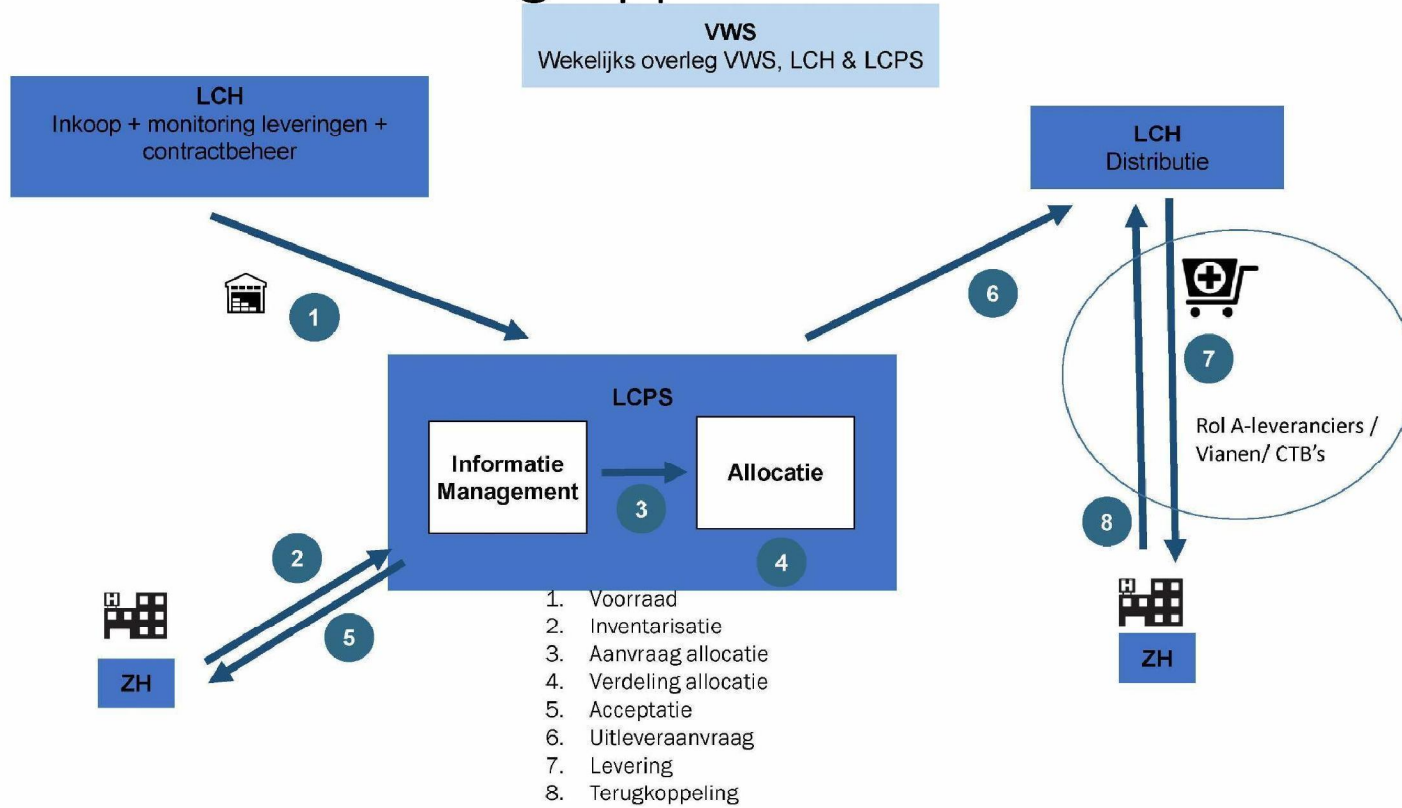 VWS
Wekelijks overleg VWS, LCH & LCPS
LCH
Inkoop + monitoring leveringen +
contractbeheer
LCH
Distributie
1
6
7
Rol A-leveranciers /
Vianen/ CTB's
8
LCPS
Informatie
Management
3
Allocatie
4
2
5
H
ZH
H
ZH
1. Voorraad
2. Inventarisatie
3. Aanvraag allocatie
4. Verdeling allocatie
5. Acceptatie
6. Uitleveraanvraag
7. Levering
8. Terugkoppeling